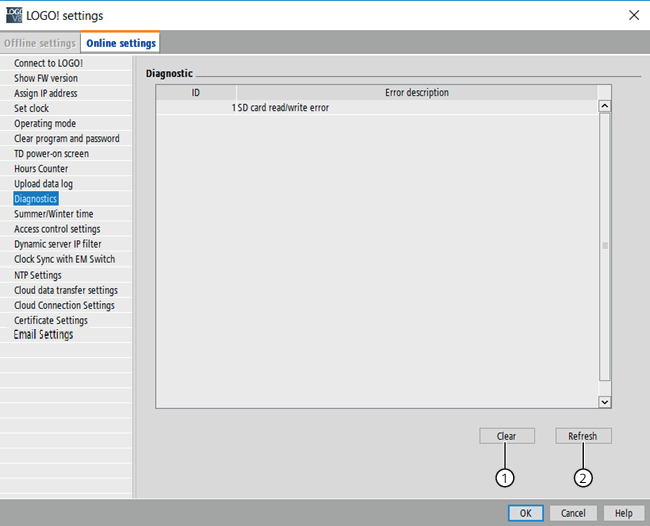 LOGO! settings
Offline settings
Online settings
Connect to LOGO!
Show FW version
Assign IP address
Set clock
Operating mode
Clear program and password
TD power-on screen
Hours Counter
Upload data log
Diagnostics
Summer/Winter time
Access control settings
Dynamic server IP filter
Clock Sync with EM Switch
NTP Settings
Cloud data transfer settings
Cloud Connection Settings
Certificate Settings
Email Settings
Diagnostic
ID Error description
1 SD card read/write error
Clear Refresh
1 2
OK Cancel Help